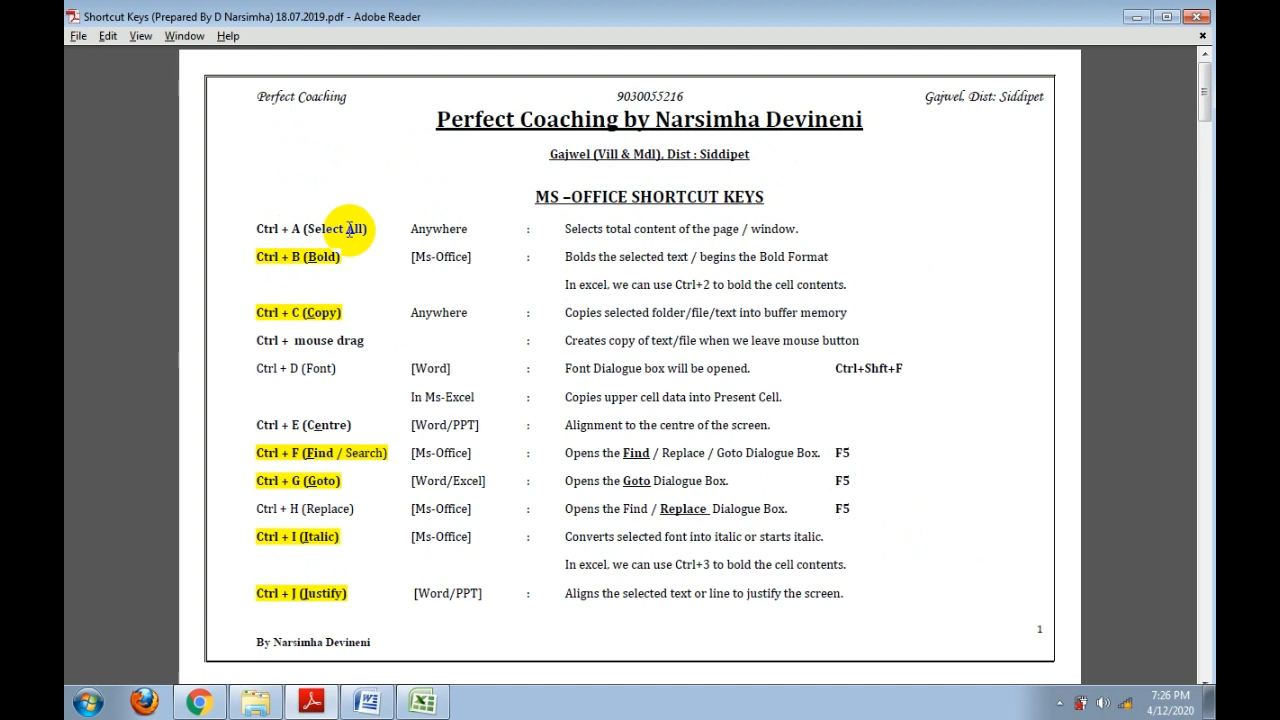 Shortcut Keys (Prepared By D Narsimha) 18.07.2019.pdf - Adobe Reader
File Edit View Window Help
Perfect Coaching 9030055216 Gajwel, Dist: Siddipet
Perfect Coaching by Narsimha Devineni
Gajwel (Vill & Mdl), Dist : Siddipet
MS –OFFICE SHORTCUT KEYS
Ctrl + A (Select All) Anywhere : Selects total content of the page / window.
Ctrl + B (Bold) [Ms-Office] : Bolds the selected text / begins the Bold Format
In excel, we can use Ctrl+2 to bold the cell contents.
Ctrl + C (Copy) Anywhere : Copies selected folder/file/text into buffer memory
Ctrl + mouse drag : Creates copy of text/file when we leave mouse button
Ctrl + D (Font) [Word] : Font Dialogue box will be opened. Ctrl+Shft+F
In Ms-Excel : Copies upper cell data into Present Cell.
Ctrl + E (Centre) [Word/PPT] : Alignment to the centre of the screen.
Ctrl + F (Find / Search) [Ms-Office] : Opens the Find / Replace / Goto Dialogue Box. F5
Ctrl + G (Goto) [Word/Excel] : Opens the Goto Dialogue Box. F5
Ctrl + H (Replace) [Ms-Office] : Opens the Find / Replace Dialogue Box. F5
Ctrl + I (Italic) [Ms-Office] : Converts selected font into italic or starts italic.
In excel, we can use Ctrl+3 to bold the cell contents.
Ctrl + J (Justify) [Word/PPT] : Aligns the selected text or line to justify the screen.
1
By Narsimha Devineni
7:26 PM
4/12/2020